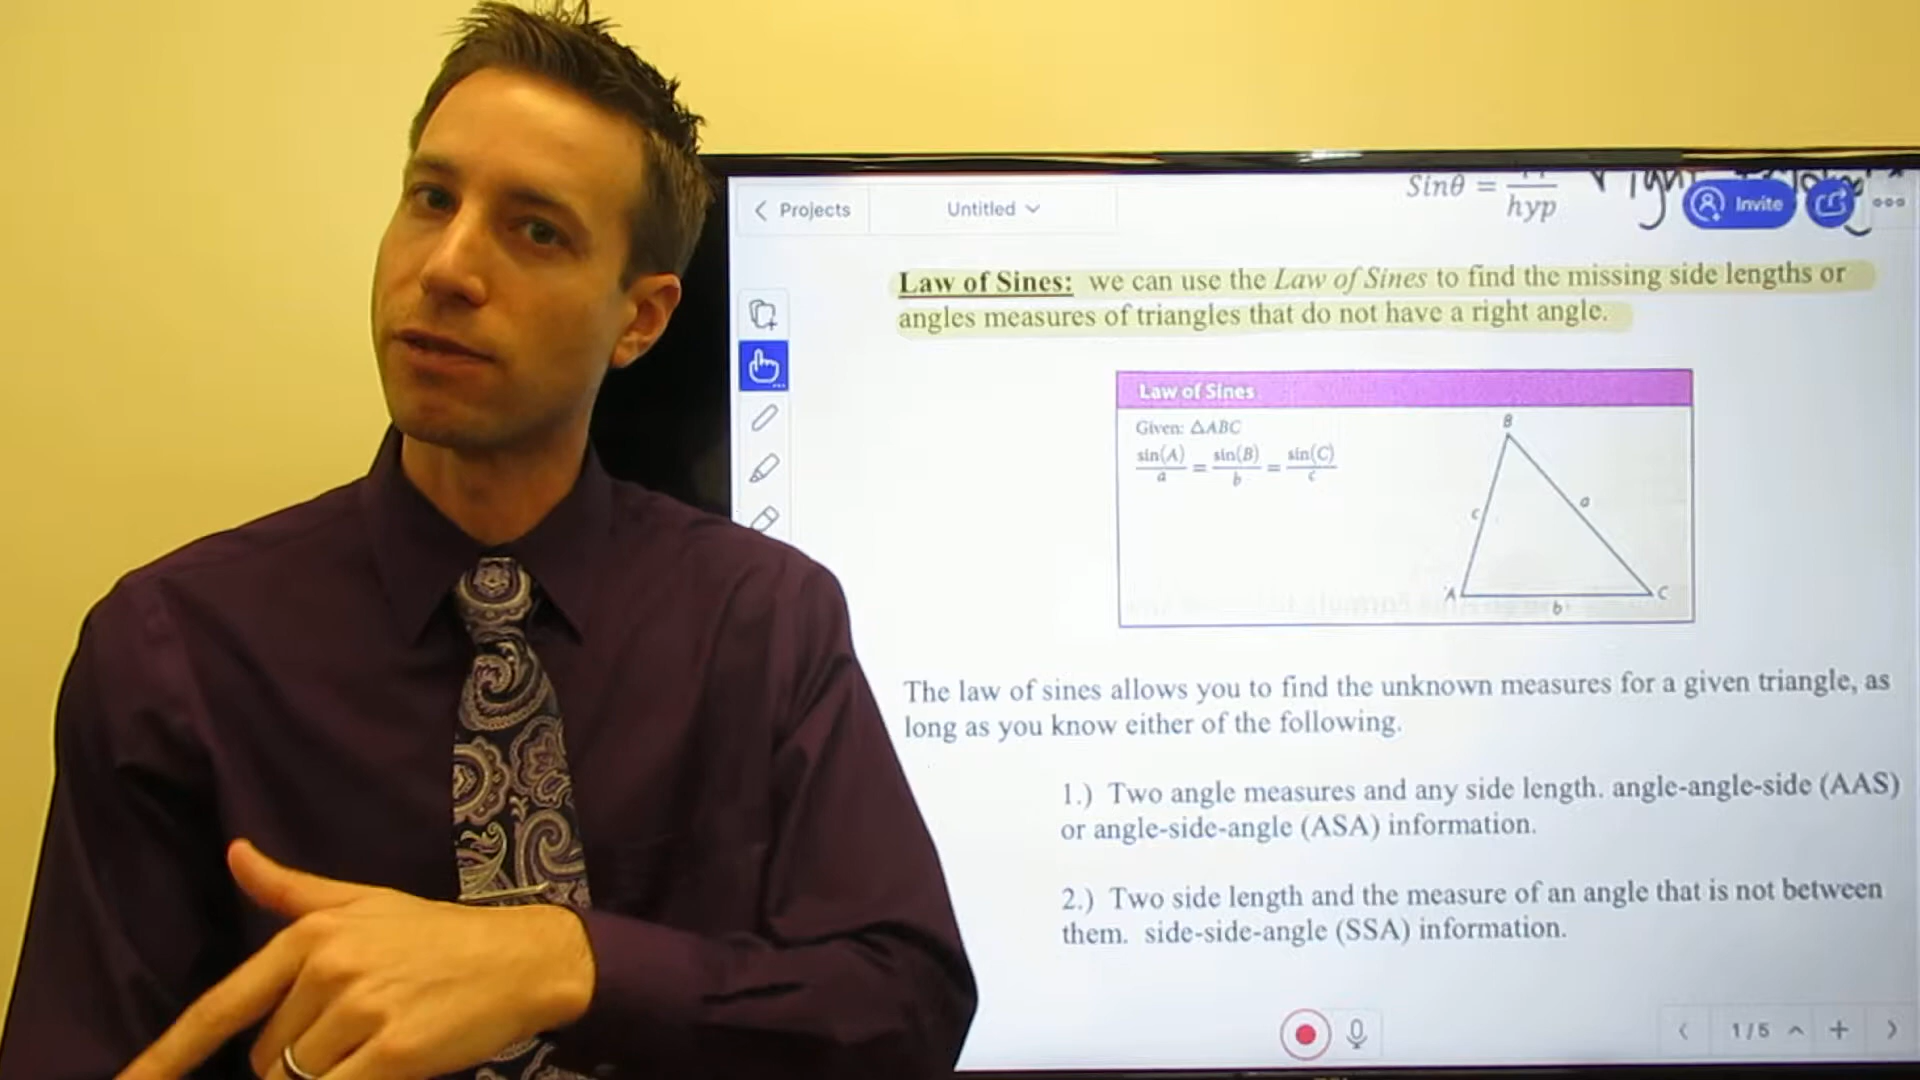 Projects
Untitled
Sinθ = hyp
Invite
Law of Sines: we can use the Law of Sines to find the missing side lengths or
angles measures of triangles that do not have a right angle.
Law of Sines
Given: △ABC
sin(A)/a = sin(B)/b = sin(C)/c
B
c
a
A
C
b
The law of sines allows you to find the unknown measures for a given triangle, as
long as you know either of the following.
1.) Two angle measures and any side length. angle-angle-side (AAS)
or angle-side-angle (ASA) information.
2.) Two side length and the measure of an angle that is not between
them. side-side-angle (SSA) information.
1/5